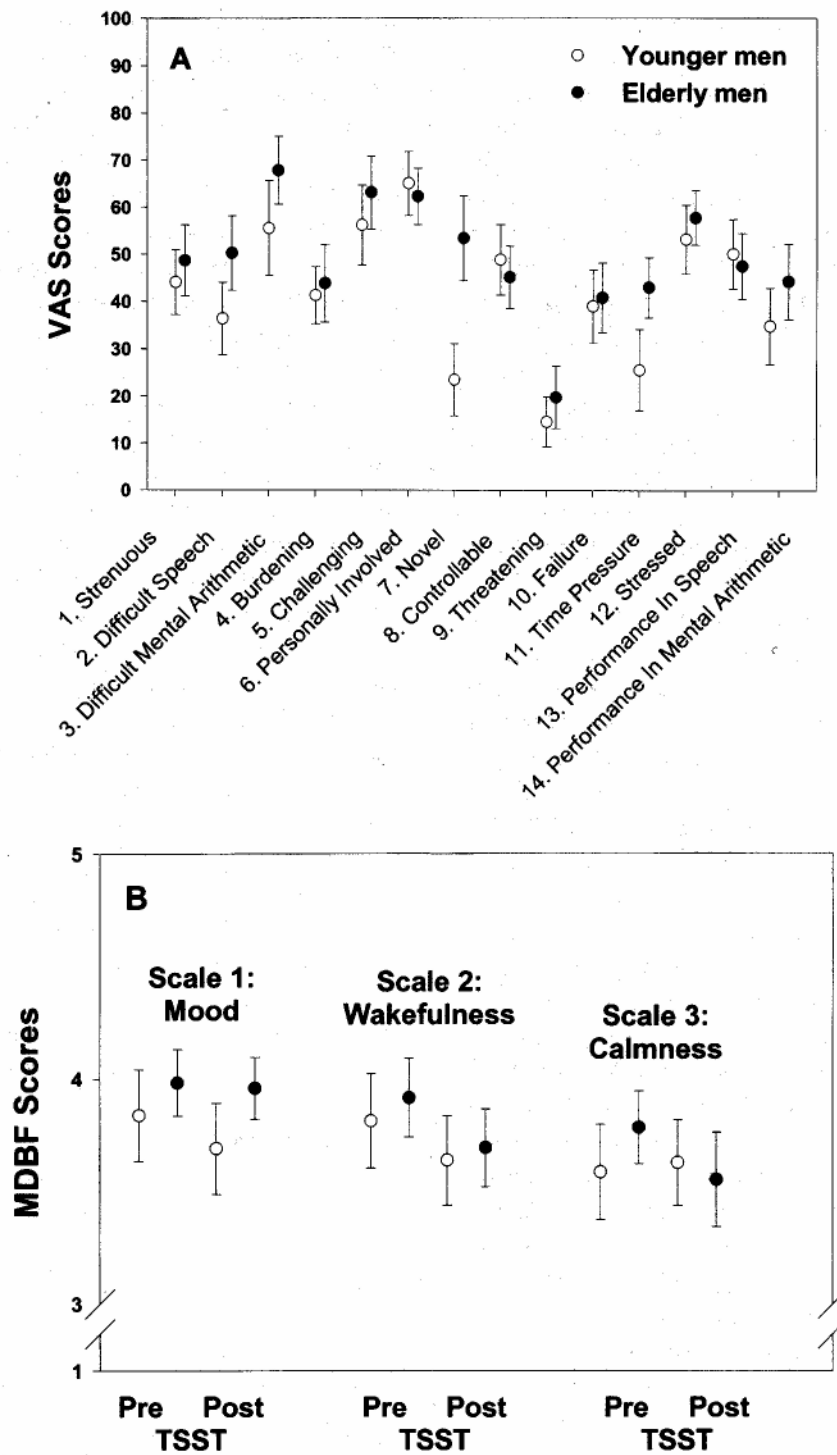 A
Younger men
Elderly men
VAS Scores
100
90
80
70
60
50
40
30
20
10
0
1. Strenuous
2. Difficult Speech
3. Difficult Mental Arithmetic
4. Burdening
5. Challenging
6. Personally Involved
7. Novel
8. Controllable
9. Threatening
10. Failure
11. Time Pressure
12. Stressed
13. Performance In Speech
14. Performance In Mental Arithmetic
B
MDBF Scores
5
4
3
1
Scale 1:
Mood
Scale 2:
Wakefulness
Scale 3:
Calmness
Pre Post
TSST
Pre Post
TSST
Pre Post
TSST